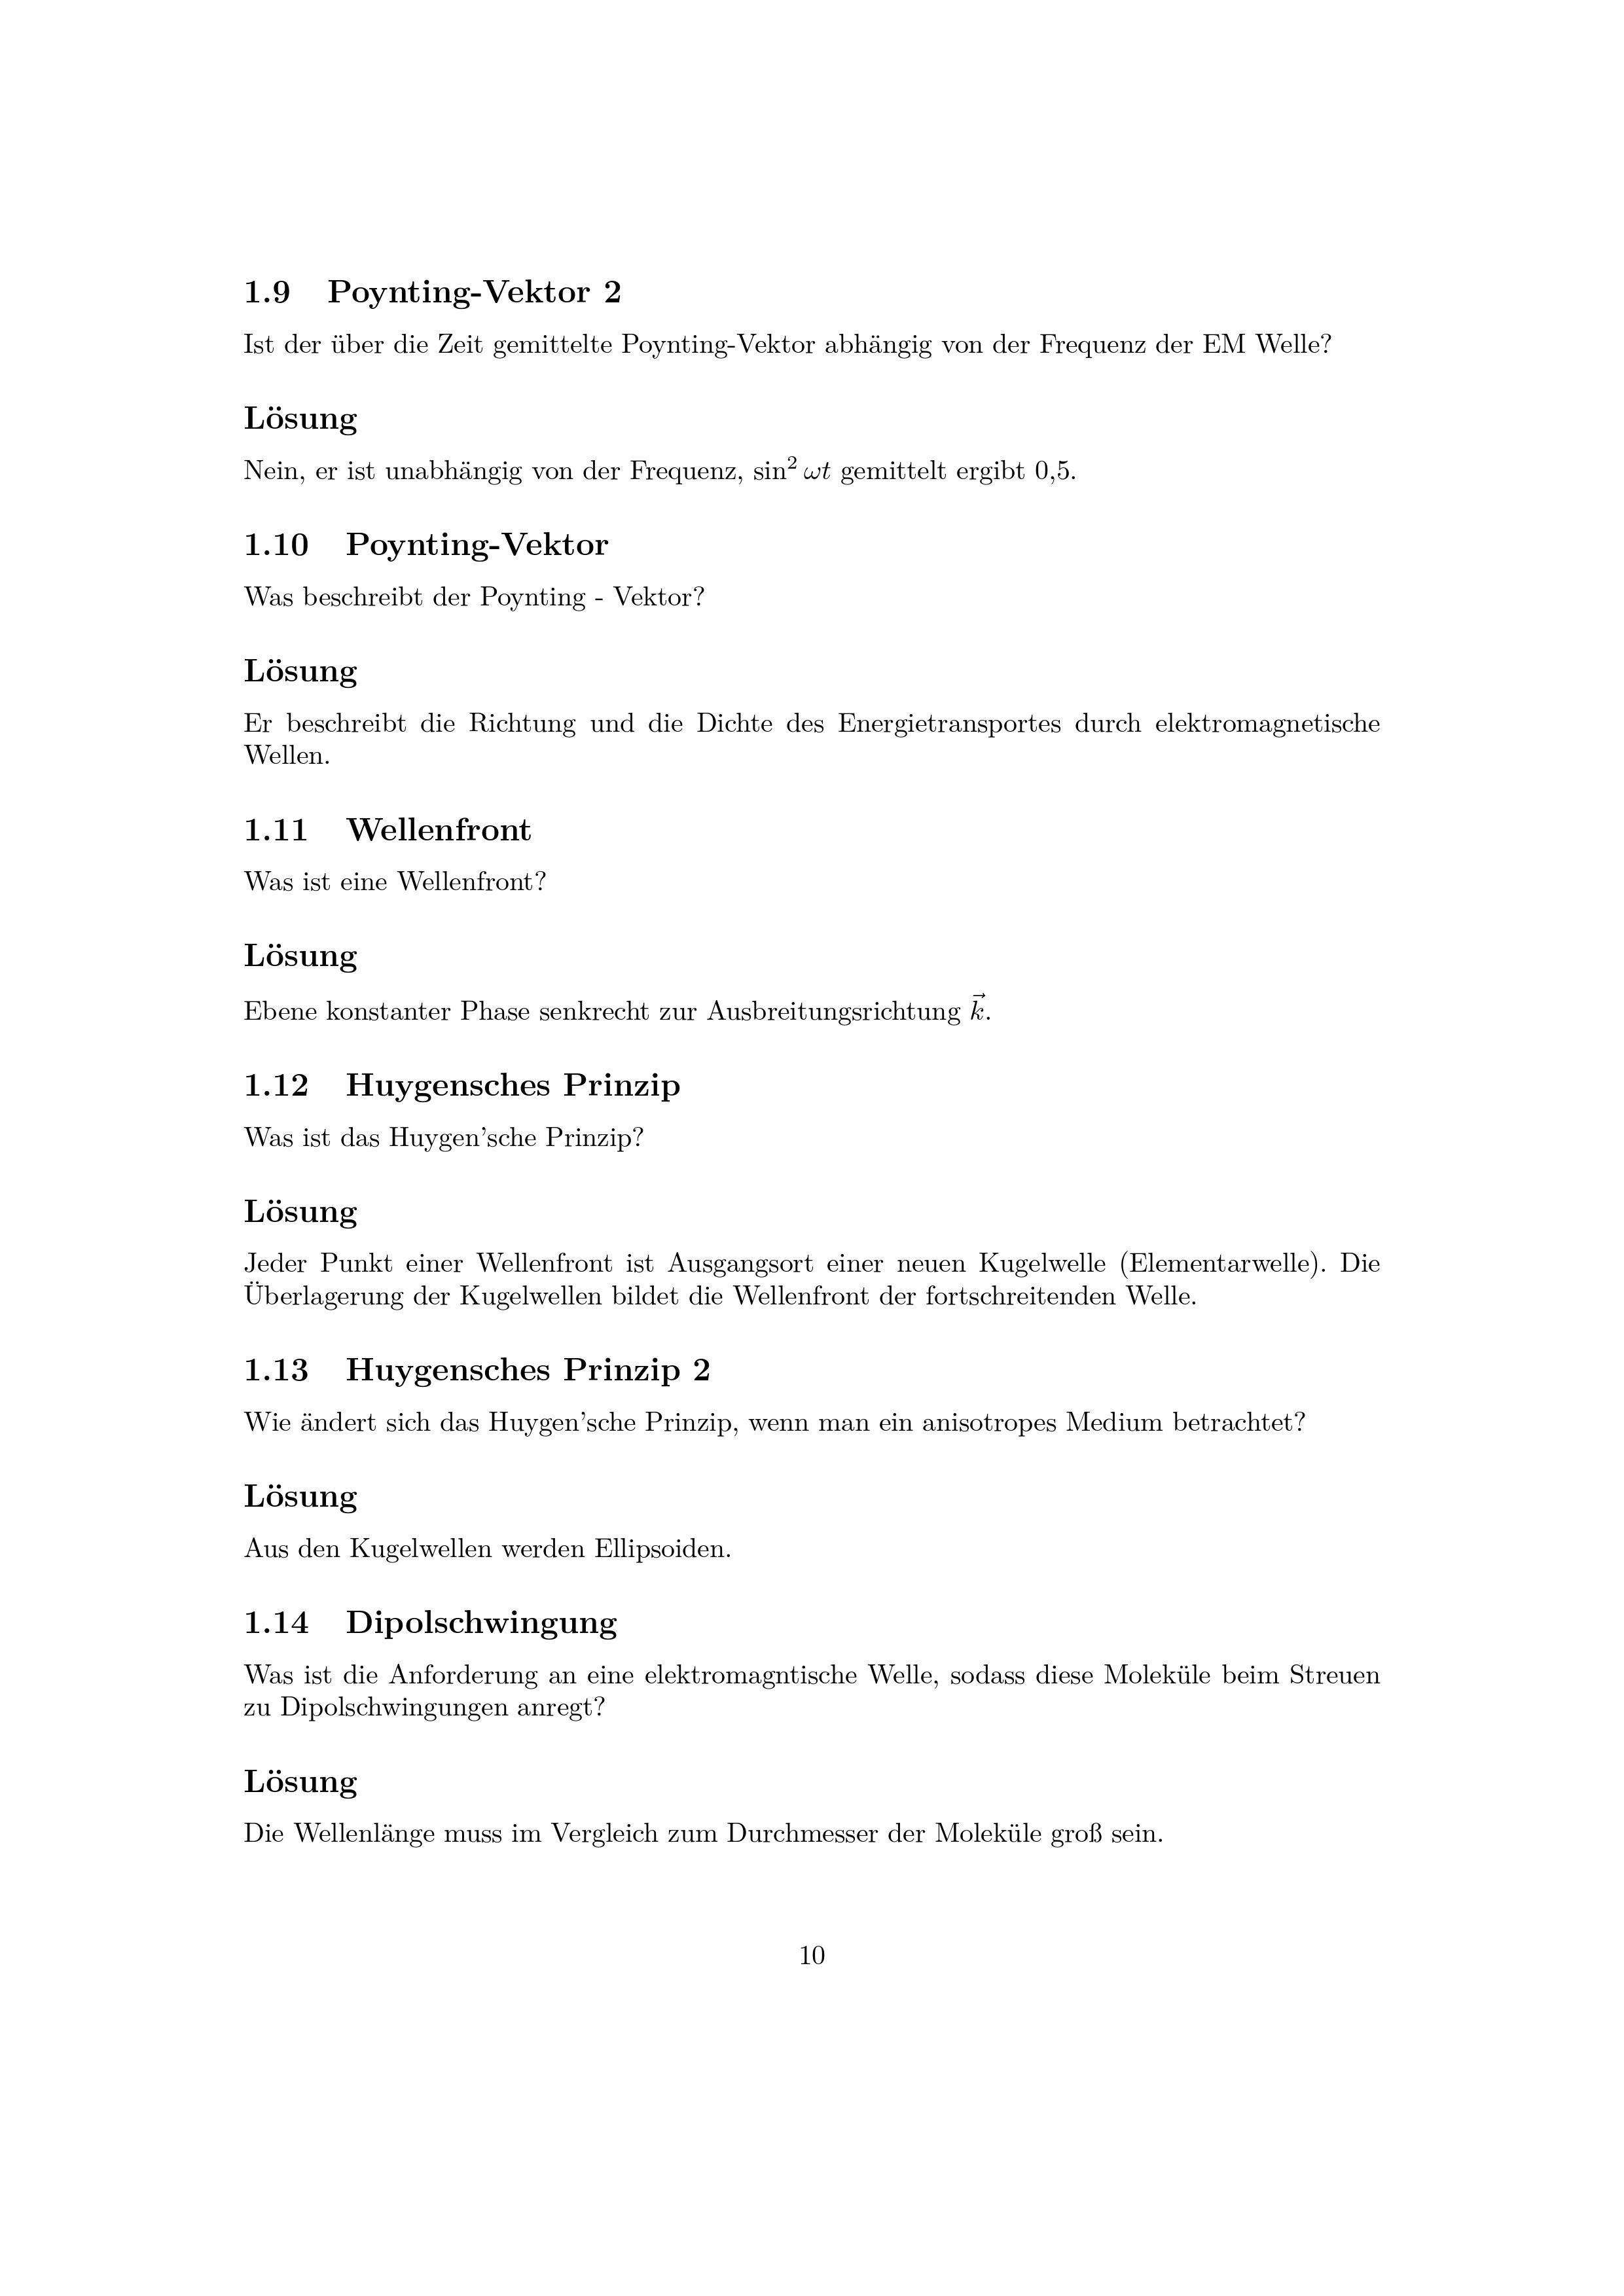 1.9 Poynting-Vektor 2
Ist der über die Zeit gemittelte Poynting-Vektor abhängig von der Frequenz der EM Welle?
Lösung
Nein, er ist unabhängig von der Frequenz, sin² ωt gemittelt ergibt 0,5.
1.10 Poynting-Vektor
Was beschreibt der Poynting - Vektor?
Lösung
Er beschreibt die Richtung und die Dichte des Energietransportes durch elektromagnetische
Wellen.
1.11 Wellenfront
Was ist eine Wellenfront?
Lösung
Ebene konstanter Phase senkrecht zur Ausbreitungsrichtung k⃗.
1.12 Huygensches Prinzip
Was ist das Huygen'sche Prinzip?
Lösung
Jeder Punkt einer Wellenfront ist Ausgangsort einer neuen Kugelwelle (Elementarwelle). Die
Überlagerung der Kugelwellen bildet die Wellenfront der fortschreitenden Welle.
1.13 Huygensches Prinzip 2
Wie ändert sich das Huygen'sche Prinzip, wenn man ein anisotropes Medium betrachtet?
Lösung
Aus den Kugelwellen werden Ellipsoiden.
1.14 Dipolschwingung
Was ist die Anforderung an eine elektromagntische Welle, sodass diese Moleküle beim Streuen
zu Dipolschwingungen anregt?
Lösung
Die Wellenlänge muss im Vergleich zum Durchmesser der Moleküle groß sein.
10